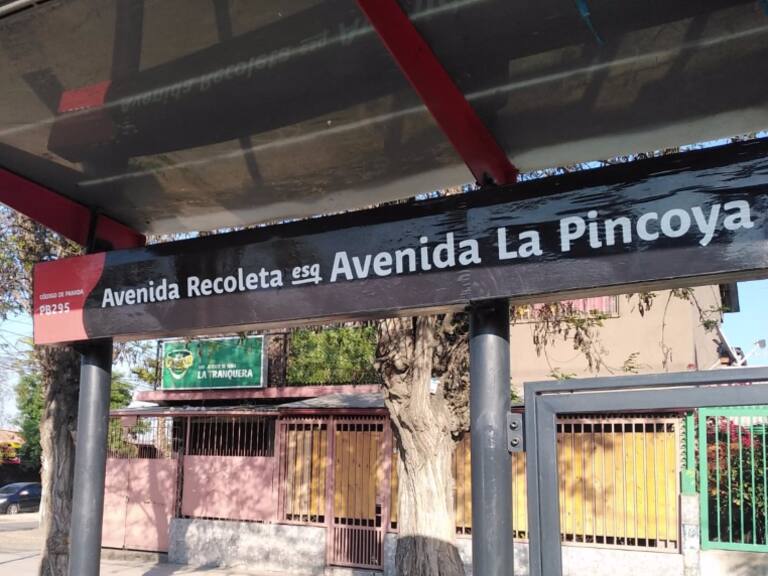 CÓDIGO DE PARADA
PB295
Avenida Recoleta esq Avenida La Pincoya
LA TRANQUERA